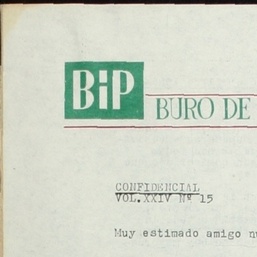 BiP
BURO DE
CONFIDENCIAL
VOL.XXIV Nº 15
Muy estimado amigo